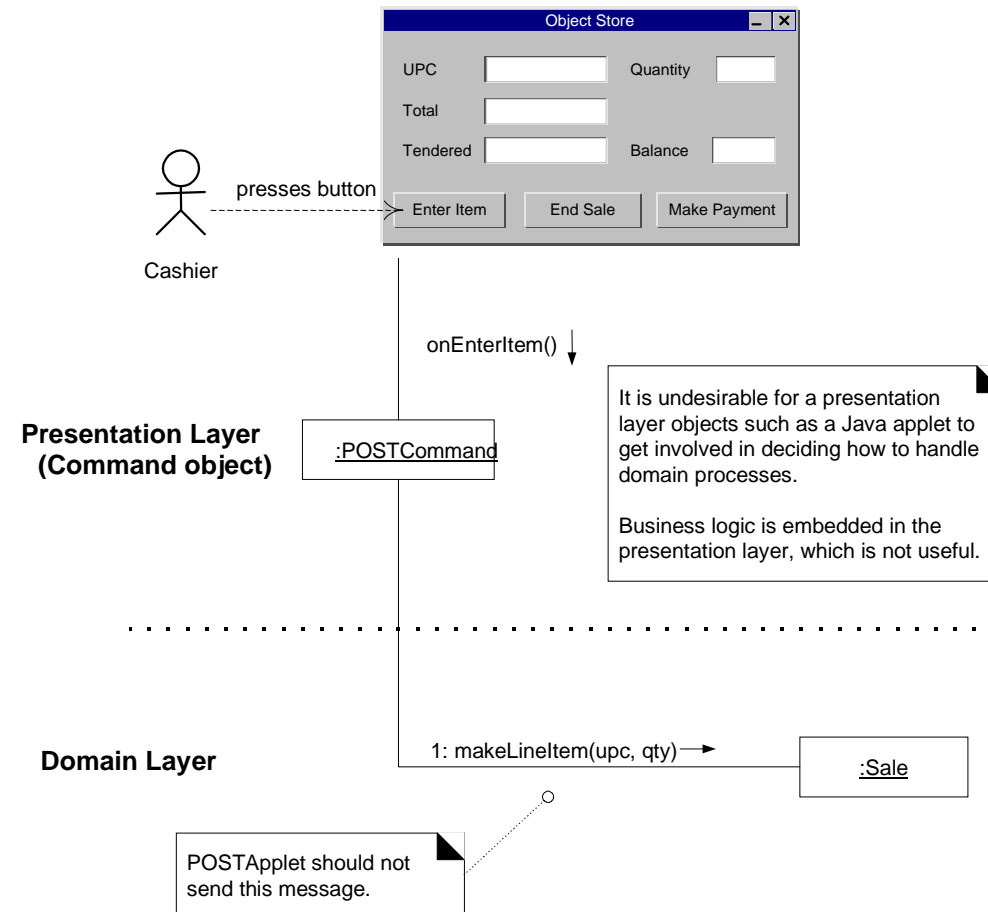 Object Store
UPC
Quantity
Total
Tendered
Balance
presses button
Enter Item
End Sale
Make Payment
Cashier
onEnterItem()
It is undesirable for a presentation
layer objects such as a Java applet to
get involved in deciding how to handle
domain processes.
Business logic is embedded in the
presentation layer, which is not useful.
Presentation Layer
(Command object)
:POSTCommand
1: makeLineItem(upc, qty)
Domain Layer
:Sale
POSTApplet should not
send this message.